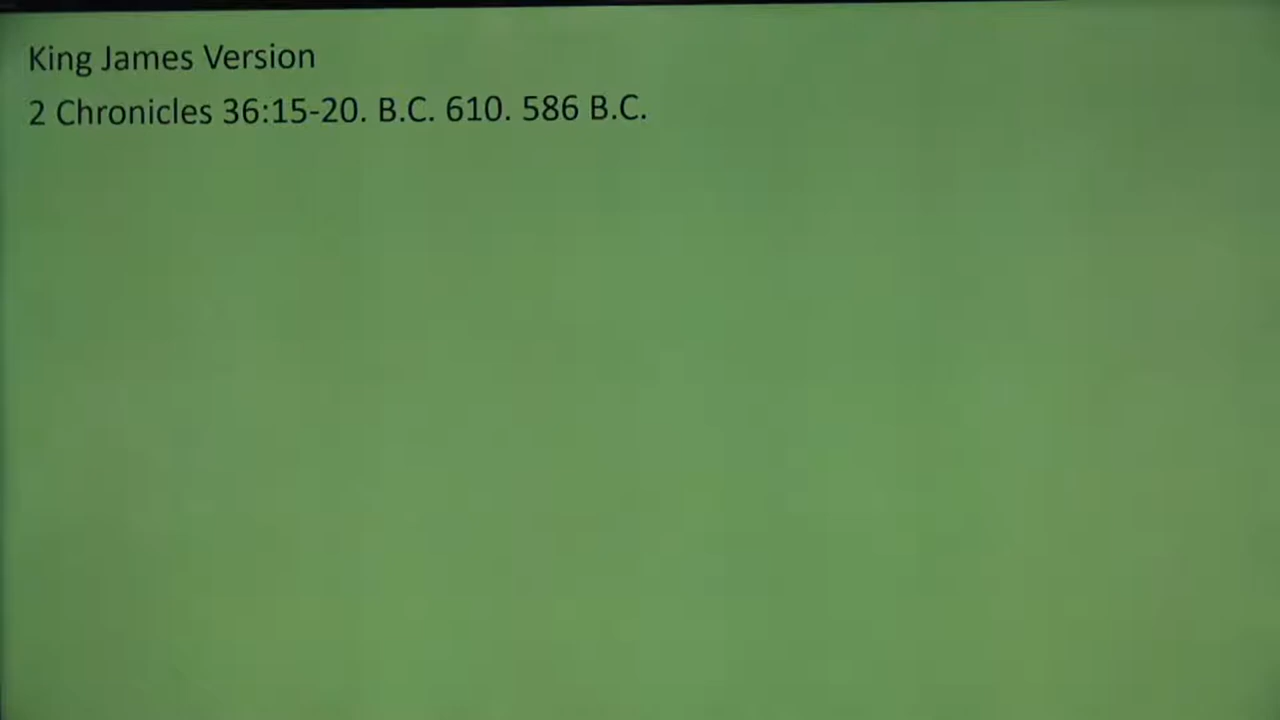 King James Version
2 Chronicles 36:15-20. B.C. 610. 586 B.C.